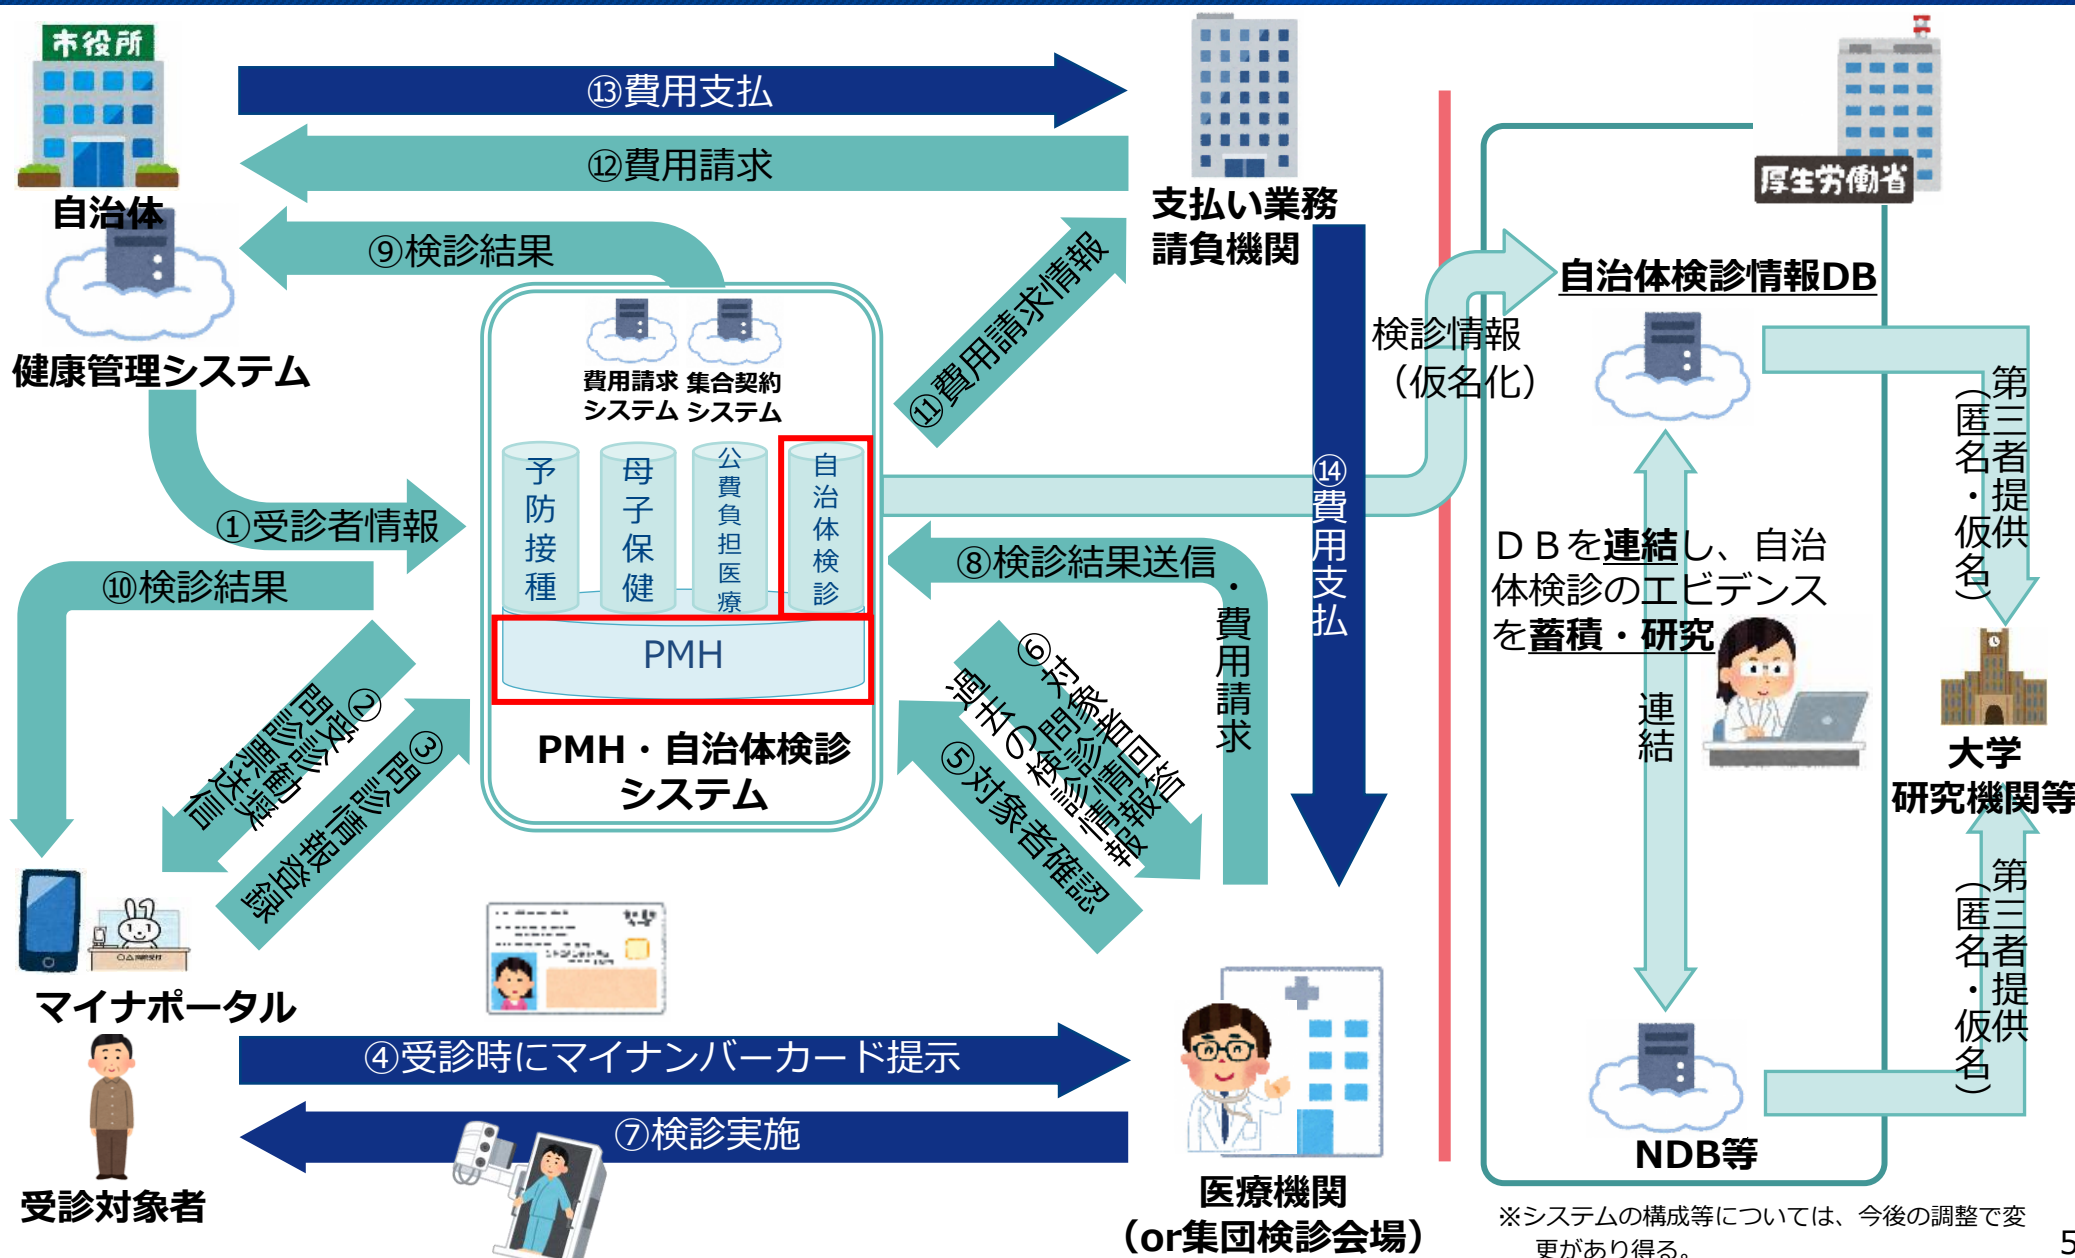 市役所
自治体
健康管理システム
⑬費用支払
⑫費用請求
⑨検診結果
支払い業務
請負機関
⑪費用請求情報
費用請求
システム
集合契約
システム
予防接種
母子保健
公費負担医療
自治体検診
PMH
PMH・自治体検診
システム
①受診者情報
⑩検診結果
②受診勧奨
問診票送信
③問診情報登録
マイナポータル
④受診時にマイナンバーカード提示
⑦検診実施
受診対象者
⑤対象者確認
⑥対象者回答
問診情報
過去の検診情報
⑧検診結果送信
・費用請求
⑭費用支払
医療機関
（or集団検診会場）
検診情報
（仮名化）
厚生労働省
自治体検診情報DB
ＤＢを連結し、自治
体検診のエビデンス
を蓄積・研究
連結
NDB等
第三者提供
（匿名・仮名）
大学
研究機関等
第三者提供
（匿名・仮名）
※システムの構成等については、今後の調整で変
更があり得る。
5